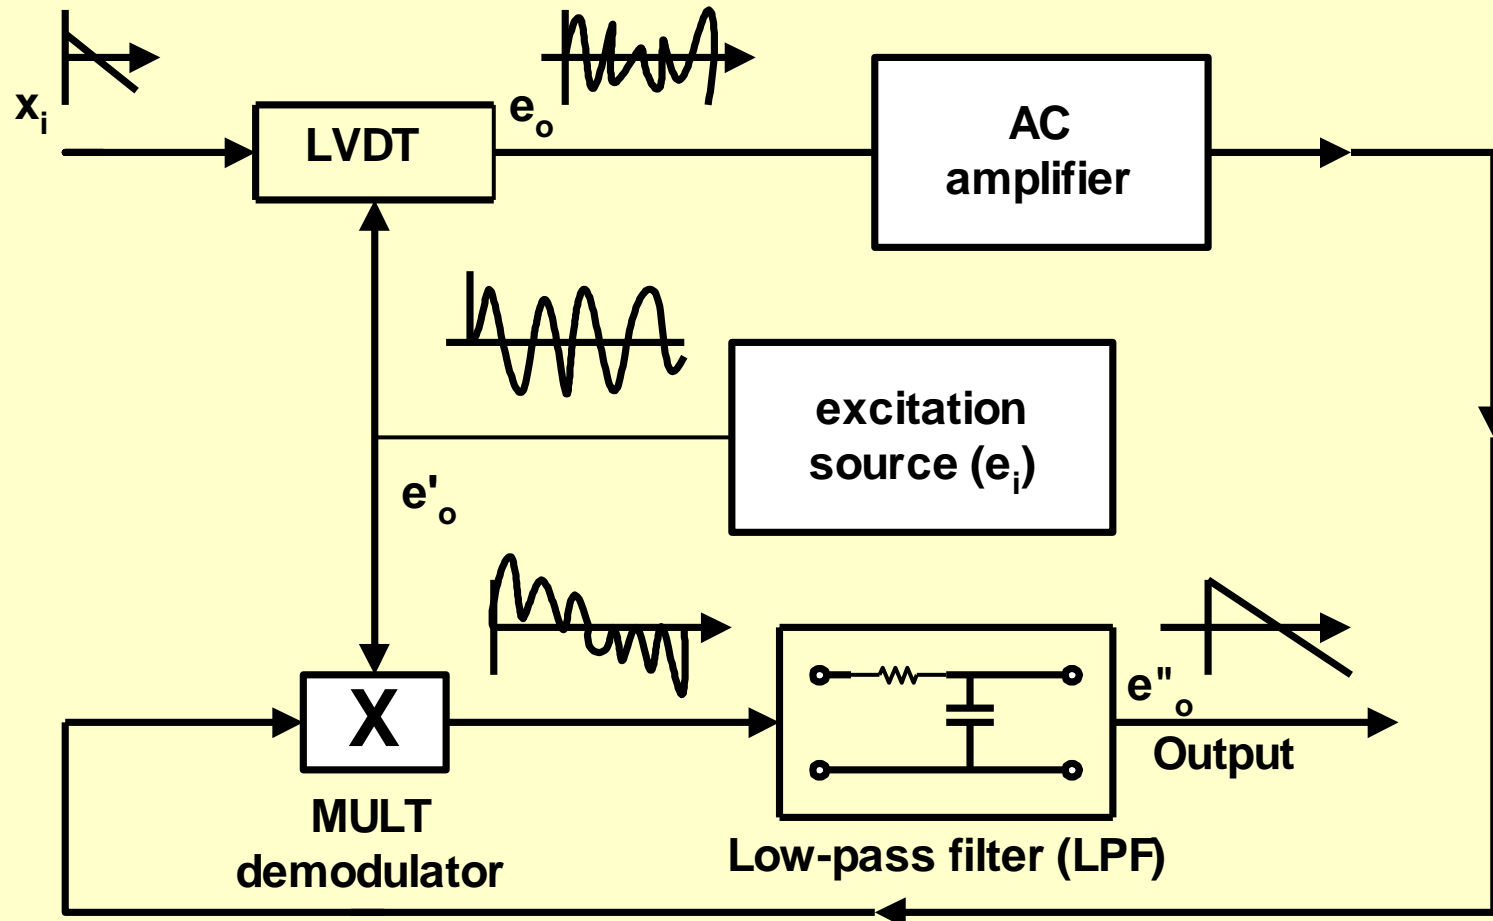 xᵢ
LVDT
eₒ
AC
amplifier
excitation
source (eᵢ)
e'ₒ
X
MULT
demodulator
Low-pass filter (LPF)
e"ₒ
Output